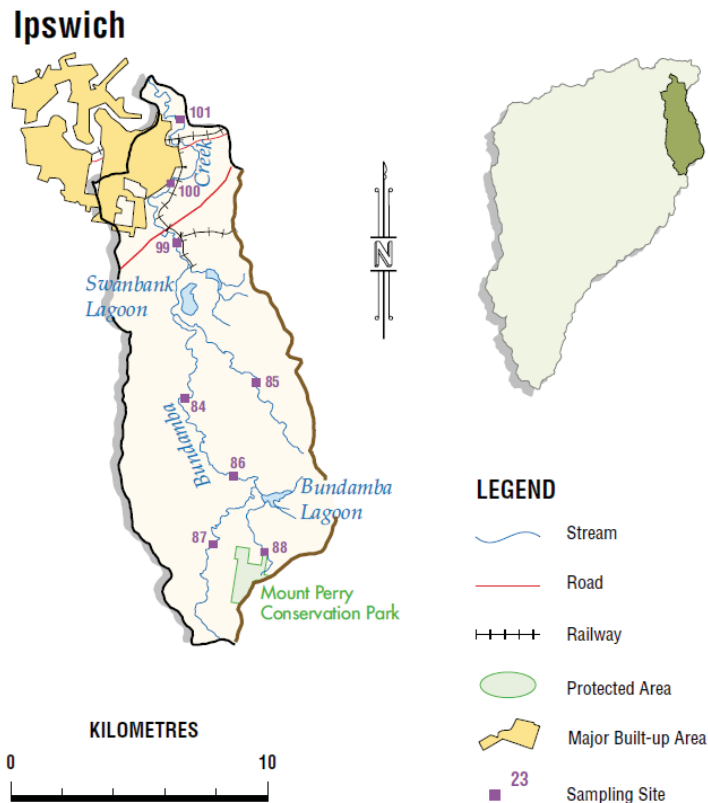 Ipswich
101
Creek
100
99
Swanbank
Lagoon
85
84
Bundamba
86
Bundamba
Lagoon
87
88
Mount Perry
Conservation Park
N
KILOMETRES
0
10
LEGEND
Stream
Road
Railway
Protected Area
Major Built-up Area
23
Sampling Site